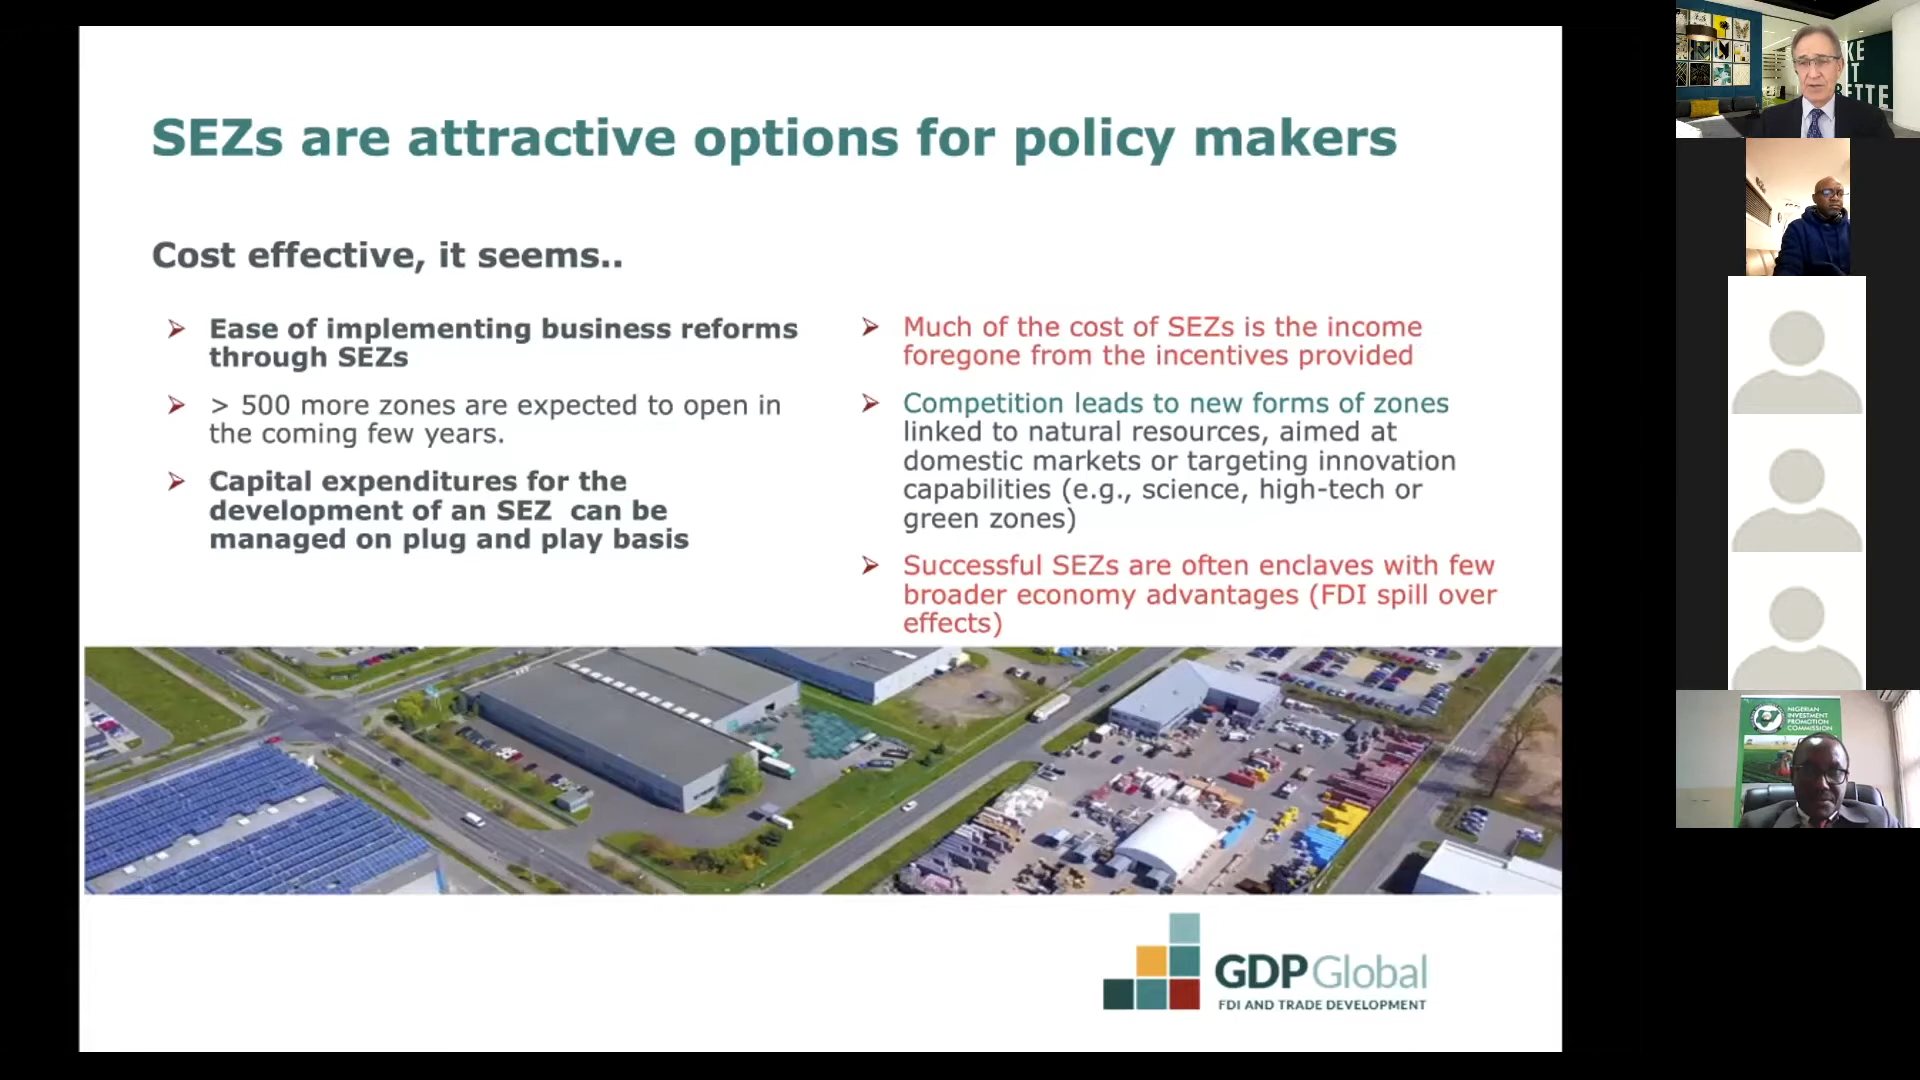 SEZs are attractive options for policy makers
Cost effective, it seems..
Ease of implementing business reforms
through SEZs
> 500 more zones are expected to open in
the coming few years.
Capital expenditures for the
development of an SEZ can be
managed on plug and play basis
Much of the cost of SEZs is the income
foregone from the incentives provided
Competition leads to new forms of zones
linked to natural resources, aimed at
domestic markets or targeting innovation
capabilities (e.g., science, high-tech or
green zones)
Successful SEZs are often enclaves with few
broader economy advantages (FDI spill over
effects)
GDP Global
FDI AND TRADE DEVELOPMENT
NIGERIAN
INVESTMENT
PROMOTION
COMMISSION